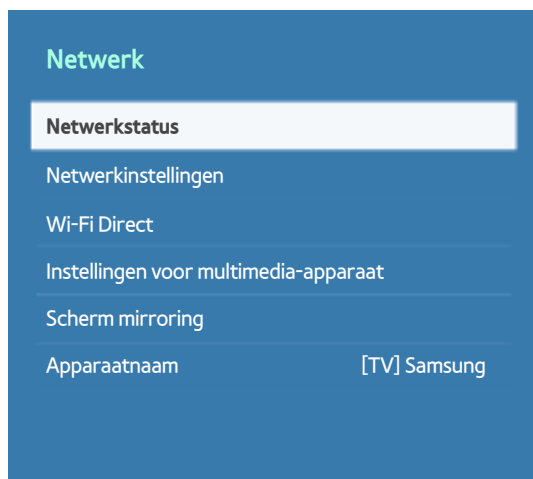 Netwerk
Netwerkstatus
Netwerkinstellingen
Wi-Fi Direct
Instellingen voor multimedia-apparaat
Scherm mirroring
Apparaatnaam [TV] Samsung